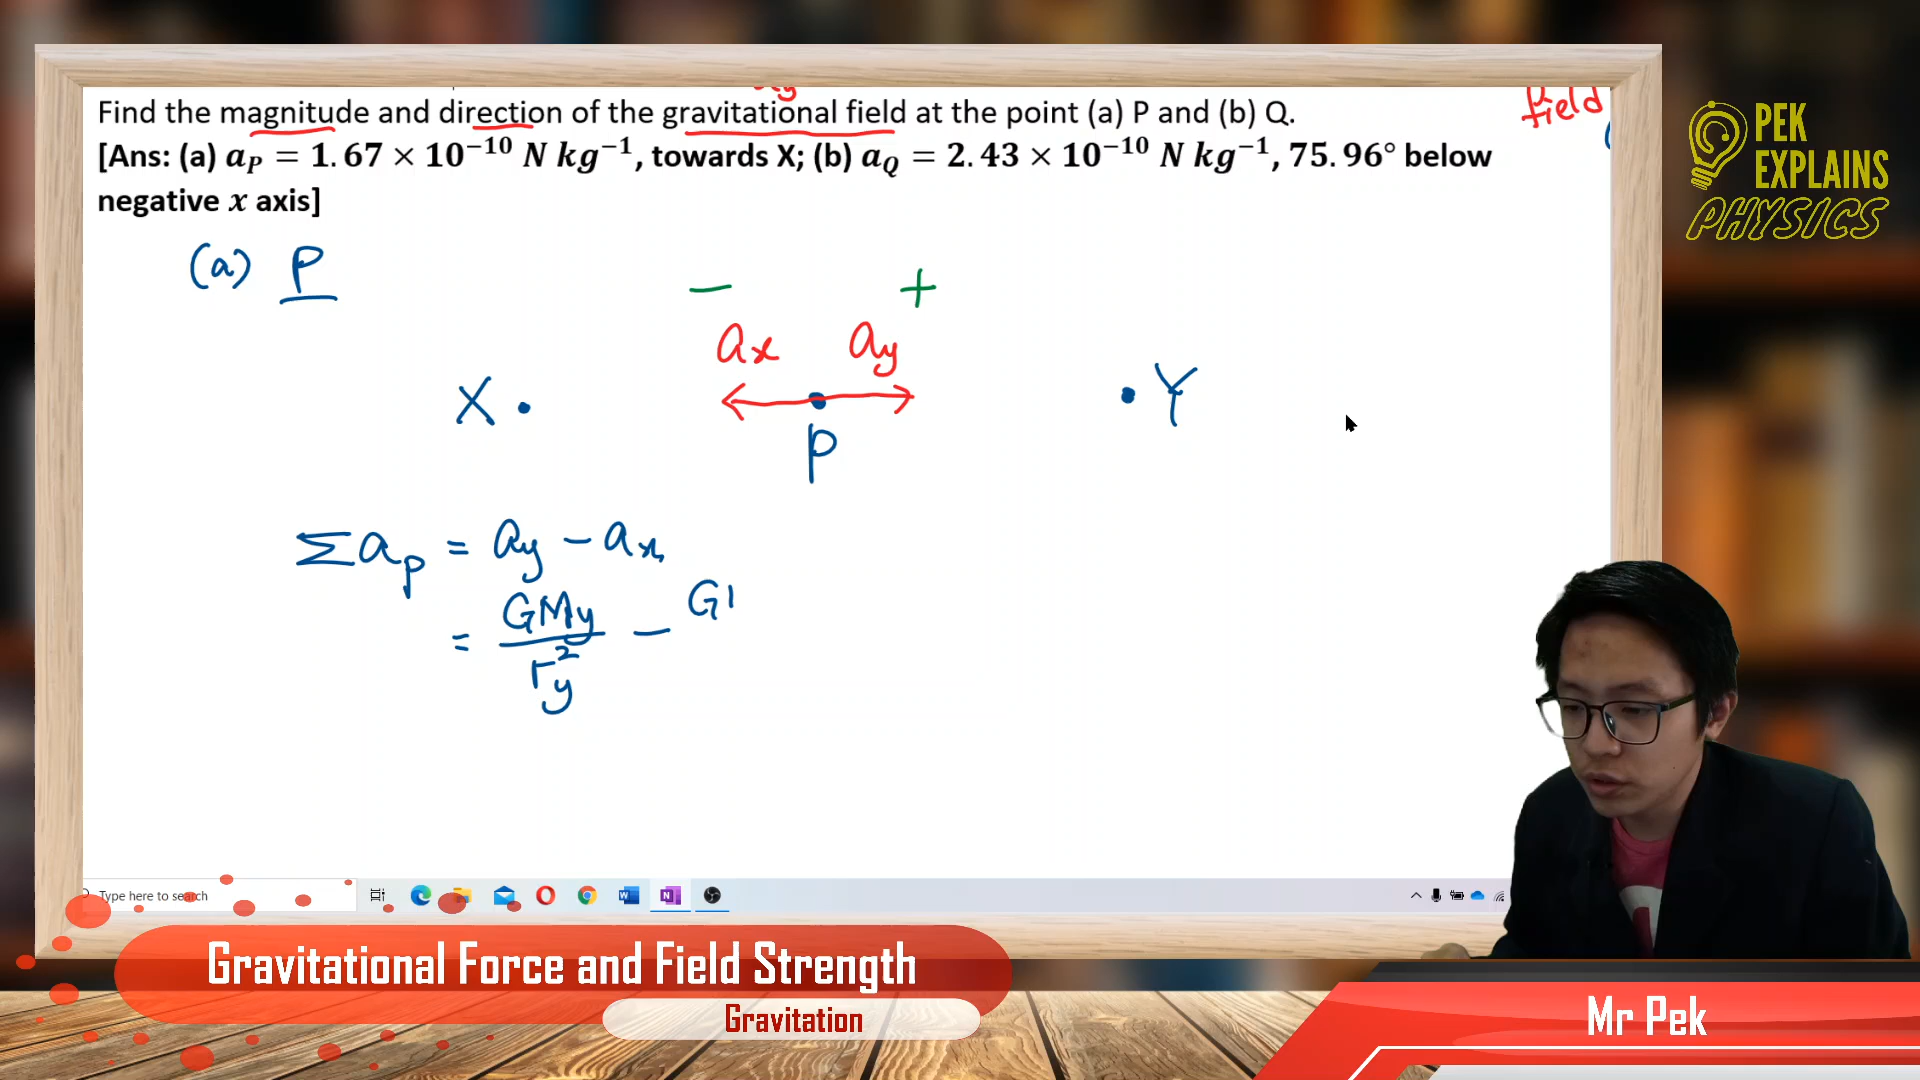 Find the magnitude and direction of the gravitational field at the point (a) P and (b) Q.
[Ans: (a) a_P = 1.67 × 10⁻¹⁰ N kg⁻¹, towards X; (b) a_Q = 2.43 × 10⁻¹⁰ N kg⁻¹, 75.96° below
negative x axis]
field
PEK
EXPLAINS
PHYSICS
(a) P
− +
ax ay
X Y
P
Σap = ay − ax
= GMy/ry² − G
Type here to search
Gravitational Force and Field Strength
Gravitation
Mr Pek